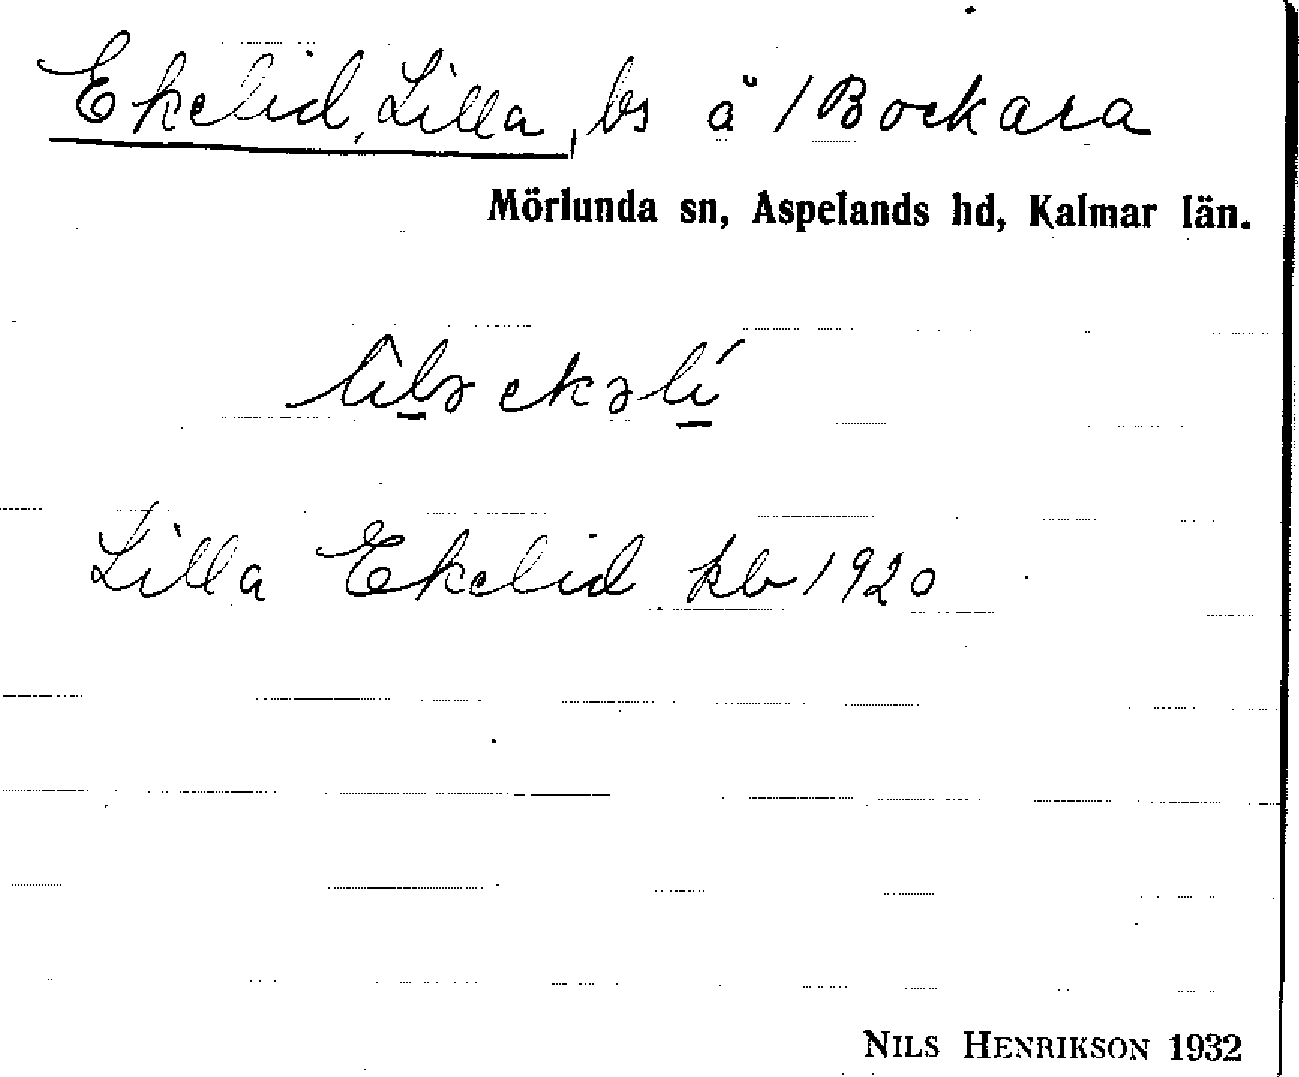 Ekelid, Lilla, bs å 1 Bockara
Mörlunda sn, Aspelands hd, Kalmar län.
Lilla Ekelid kb 1920
NILS HENRIKSON 1932